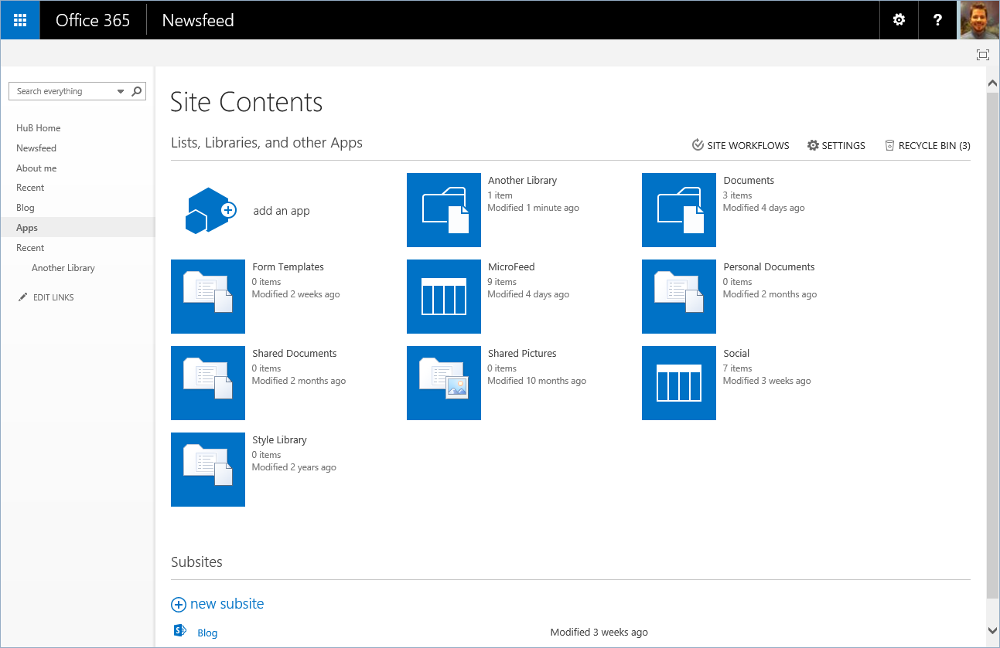 Office 365
Newsfeed
?
Search everything
HuB Home
Newsfeed
About me
Recent
Blog
Apps
Recent
Another Library
EDIT LINKS
Site Contents
Lists, Libraries, and other Apps
SITE WORKFLOWS
SETTINGS
RECYCLE BIN (3)
add an app
Another Library
1 item
Modified 1 minute ago
Documents
3 items
Modified 4 days ago
Form Templates
0 items
Modified 2 weeks ago
MicroFeed
9 items
Modified 4 days ago
Personal Documents
0 items
Modified 2 months ago
Shared Documents
0 items
Modified 2 months ago
Shared Pictures
0 items
Modified 10 months ago
Social
7 items
Modified 3 weeks ago
Style Library
0 items
Modified 2 years ago
Subsites
new subsite
S
Blog
Modified 3 weeks ago